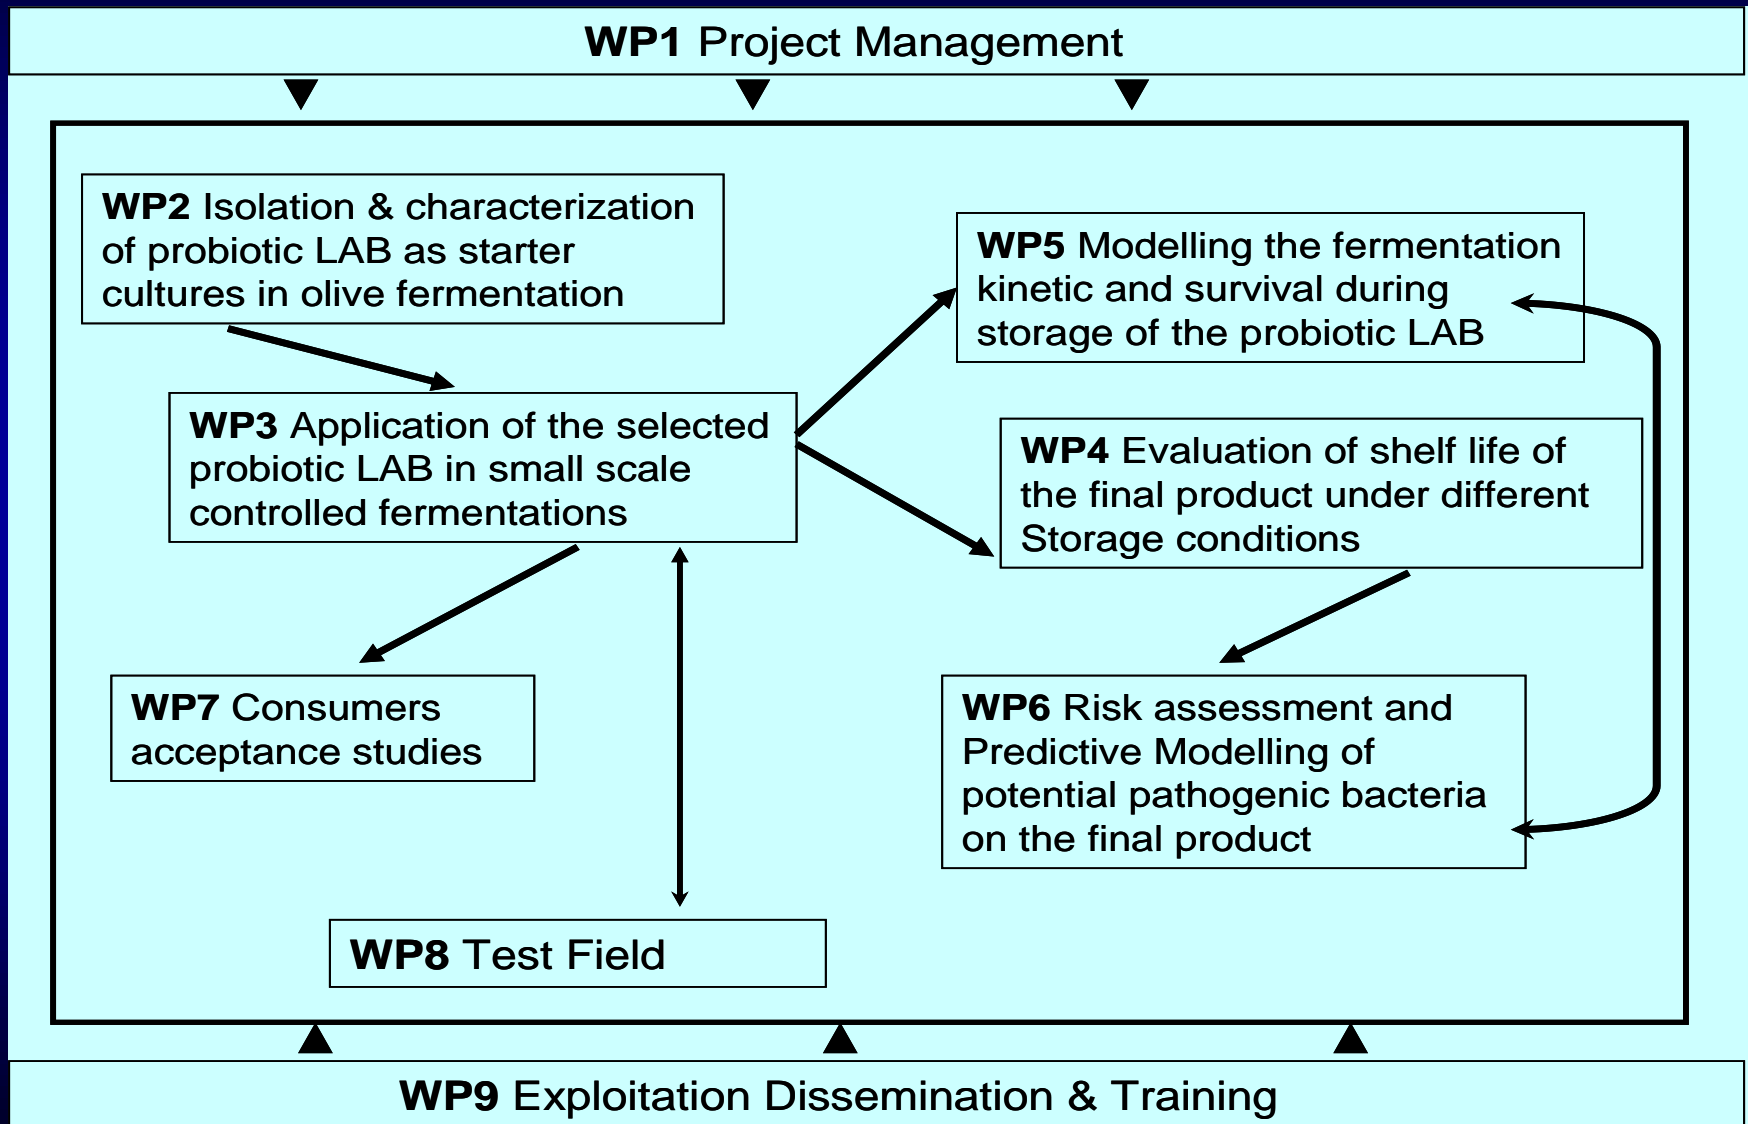 WP1 Project Management
WP2 Isolation & characterization
of probiotic LAB as starter
cultures in olive fermentation
WP5 Modelling the fermentation
kinetic and survival during
storage of the probiotic LAB
WP3 Application of the selected
probiotic LAB in small scale
controlled fermentations
WP4 Evaluation of shelf life of
the final product under different
Storage conditions
WP7 Consumers
acceptance studies
WP6 Risk assessment and
Predictive Modelling of
potential pathogenic bacteria
on the final product
WP8 Test Field
WP9 Exploitation Dissemination & Training